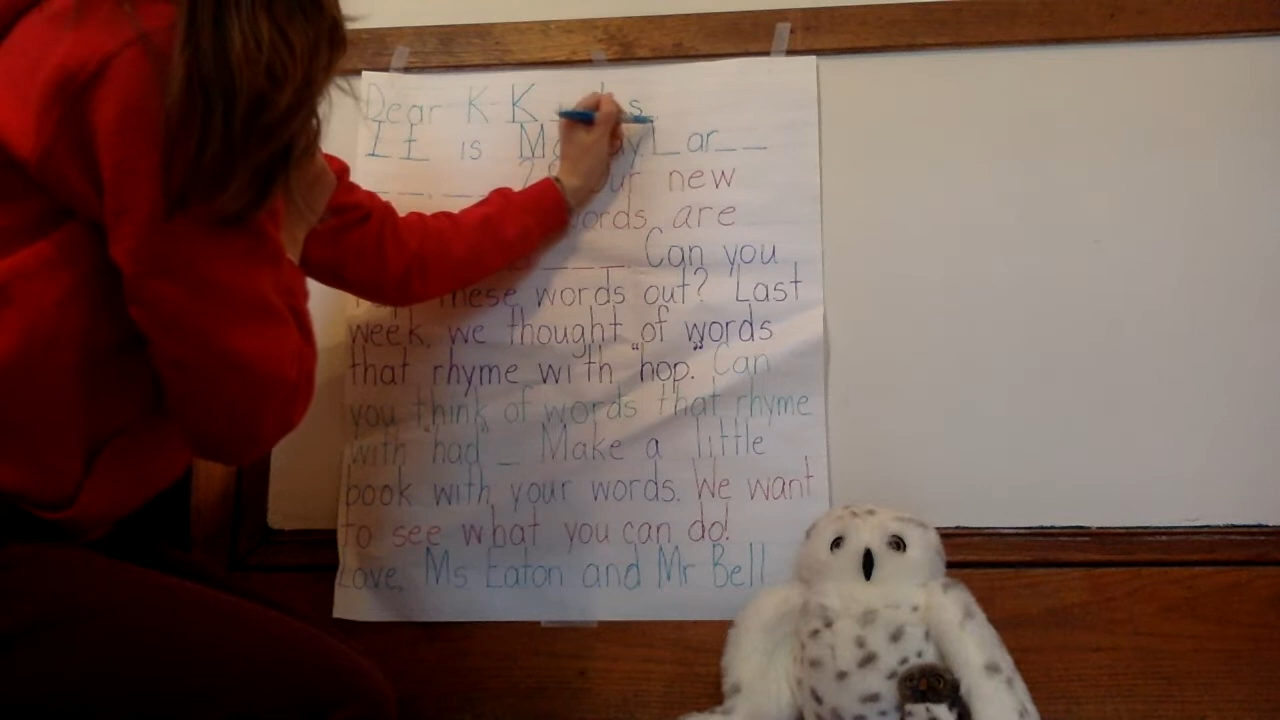 Dear K-K s
It is M y L ar_ _
_ _ _. _ _ 2 our new
words are
_ _ _ Can you
these words out? Last
week, we thought of words
that rhyme with "hop." Can
you think of words that rhyme
with "had" _ Make a little
book with your words. We want
to see what you can do!
Love, Ms Eaton and Mr Bell